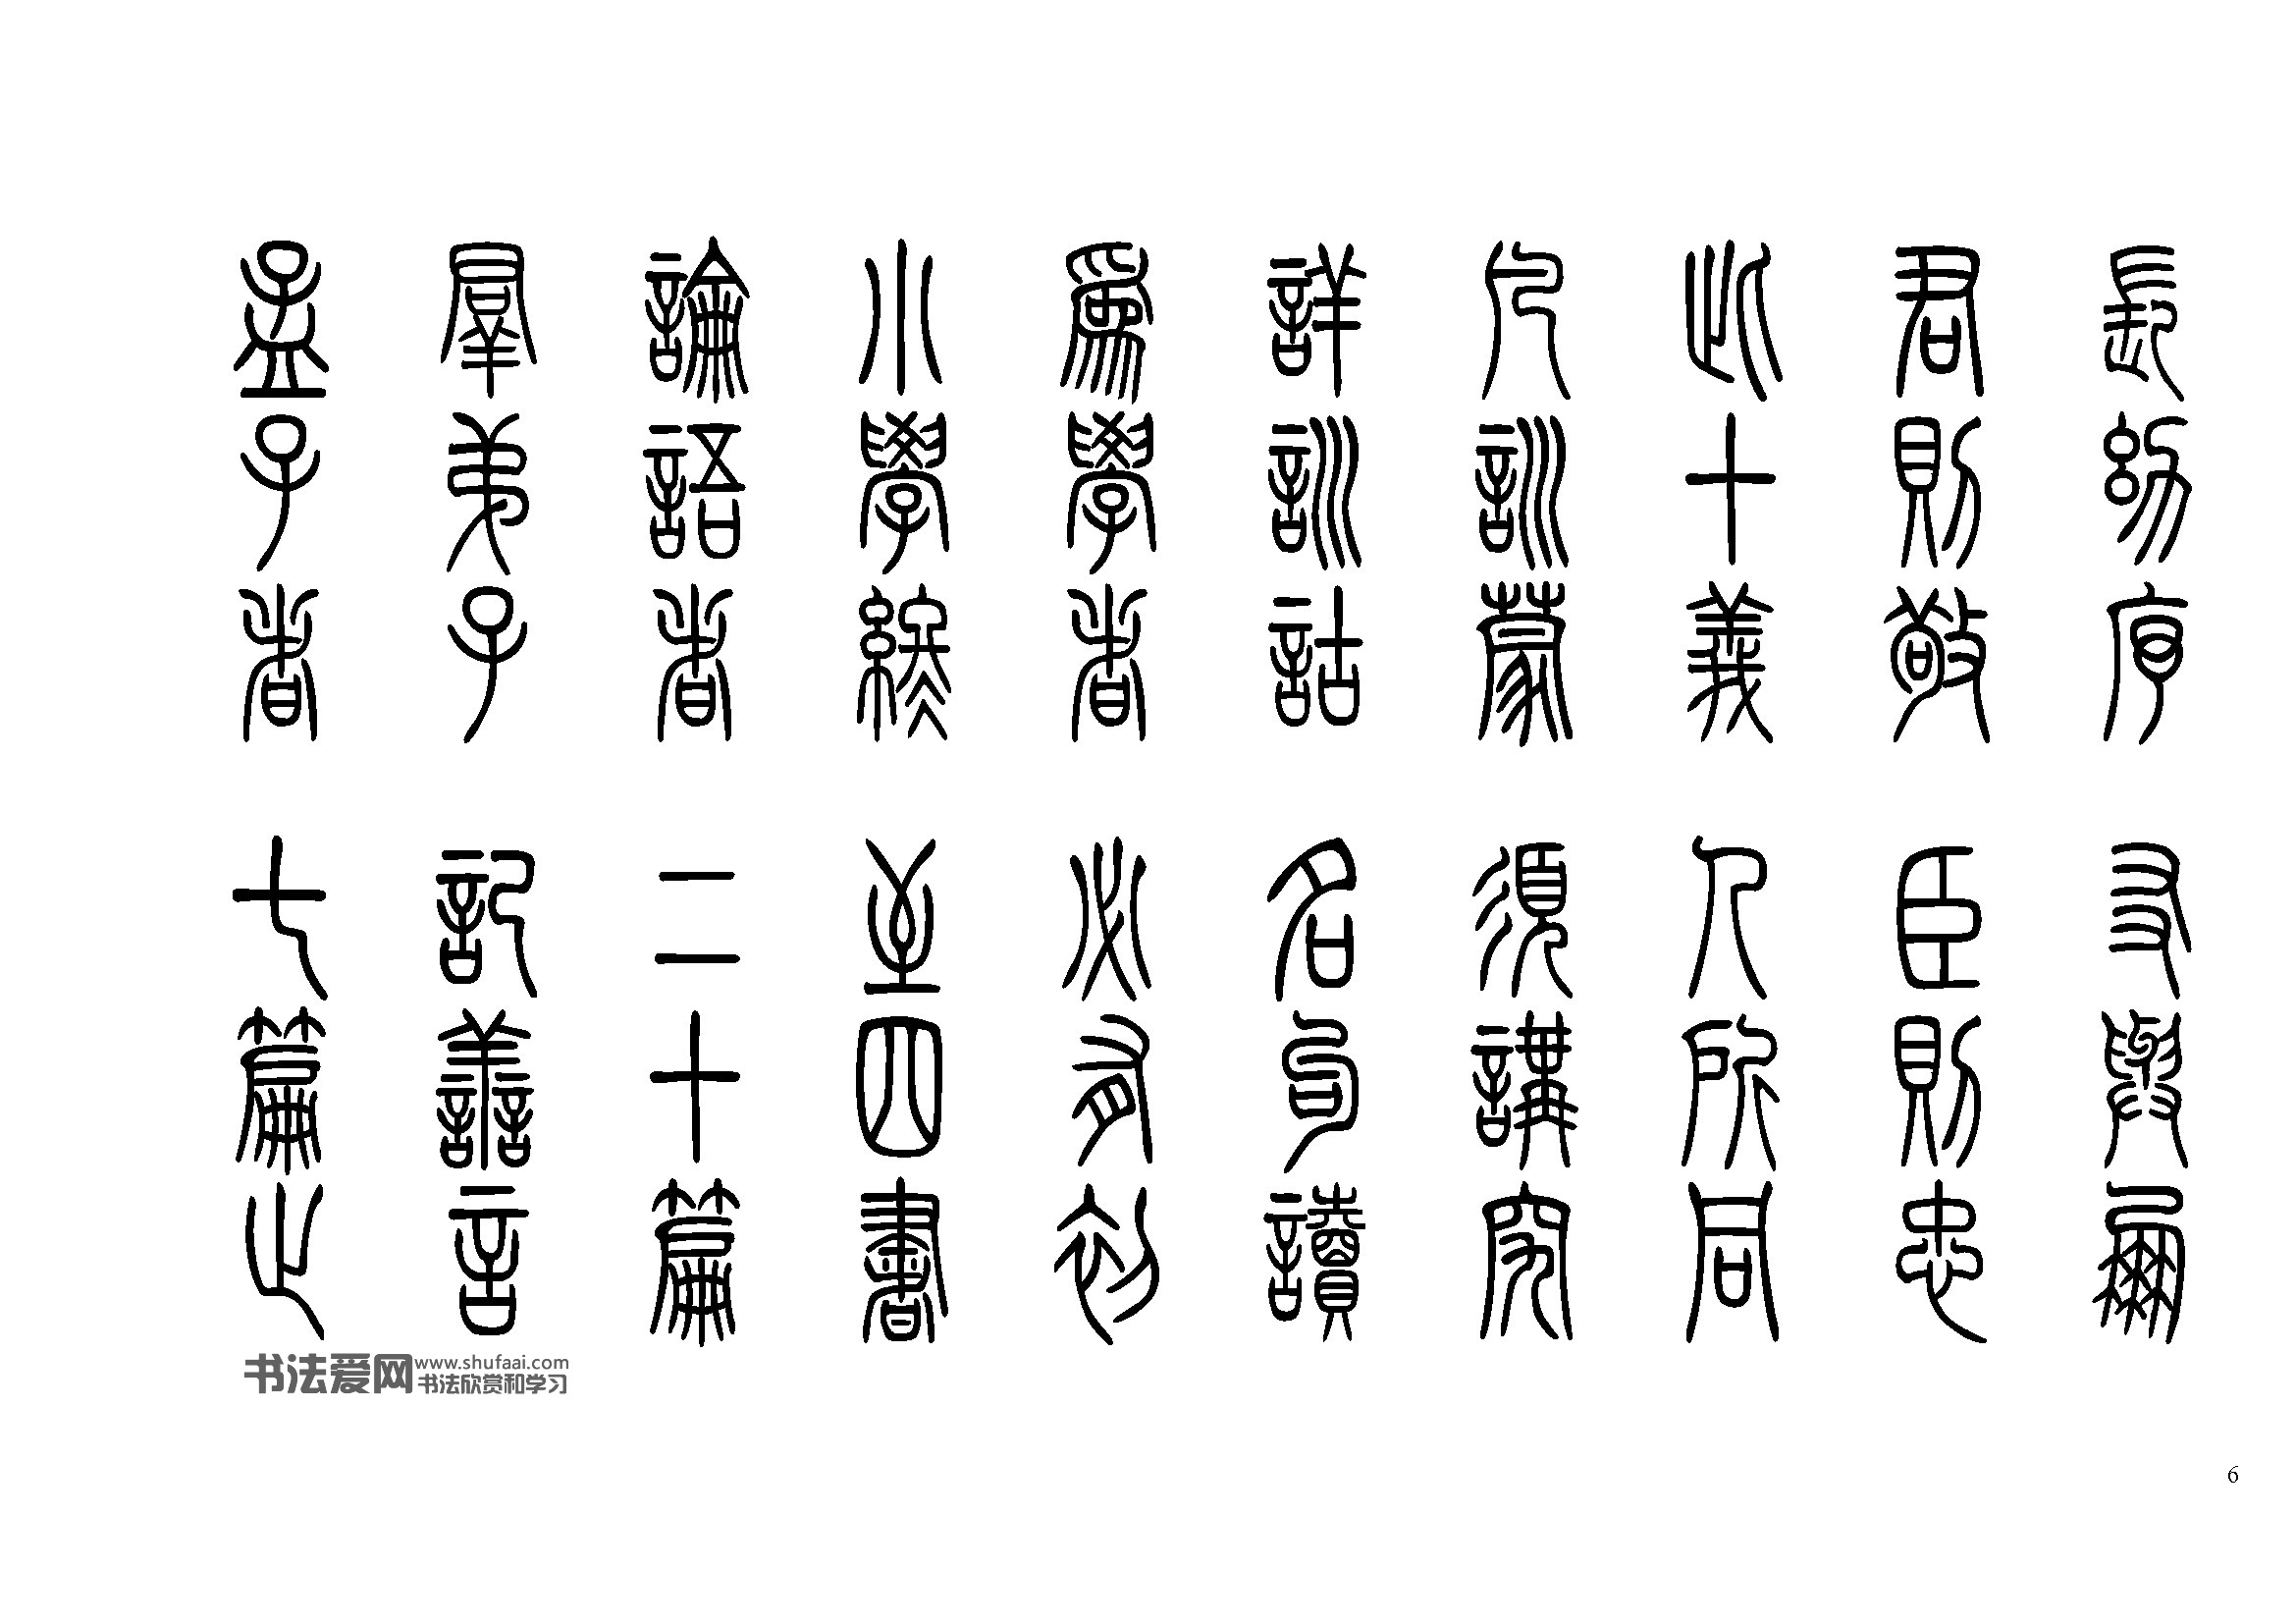 長幼序 友與朋
君則敬 臣則忠
此十義 人所同
凡訓蒙 須講究
詳訓詁 名句讀
為學者 必有初
小學終 至四書
論語者 二十篇
羣弟子 記善言
孟子者 七篇止
书法爱网 www.shufaai.com
书法欣赏和学习
6